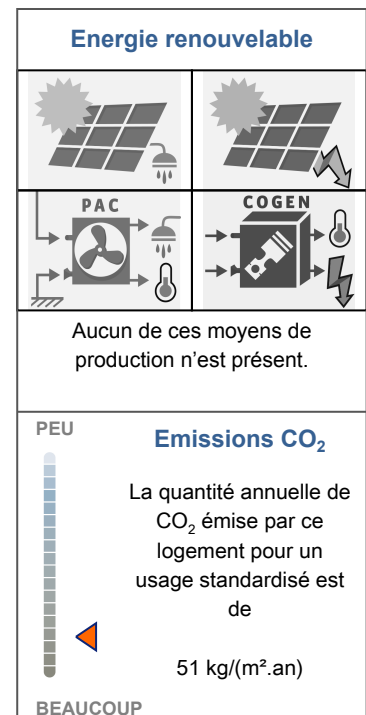 Energie renouvelable
PAC
COGEN
Aucun de ces moyens de
production n'est présent.
PEU
Emissions CO₂
La quantité annuelle de
CO₂ émise par ce
logement pour un
usage standardisé est
de
51 kg/(m².an)
BEAUCOUP